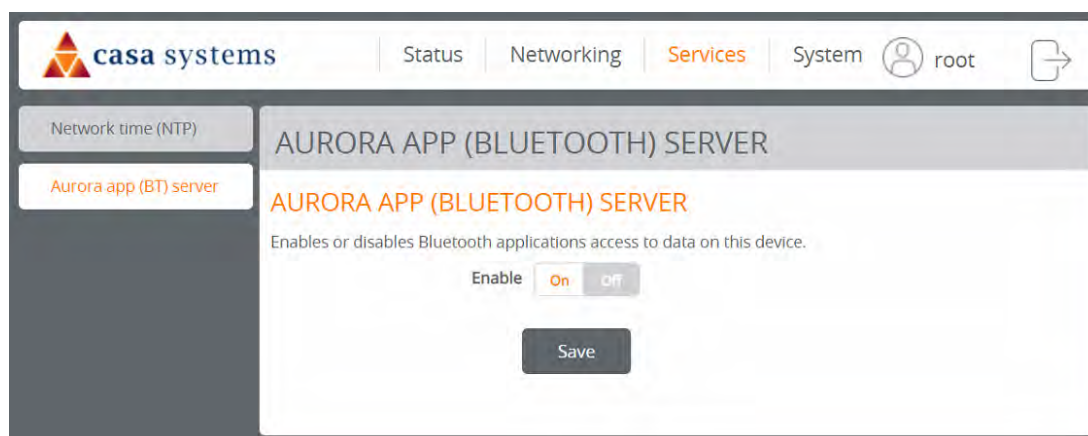 casa systems
Status Networking Services System root
Network time (NTP)
Aurora app (BT) server
AURORA APP (BLUETOOTH) SERVER
AURORA APP (BLUETOOTH) SERVER
Enables or disables Bluetooth applications access to data on this device.
Enable On Off
Save